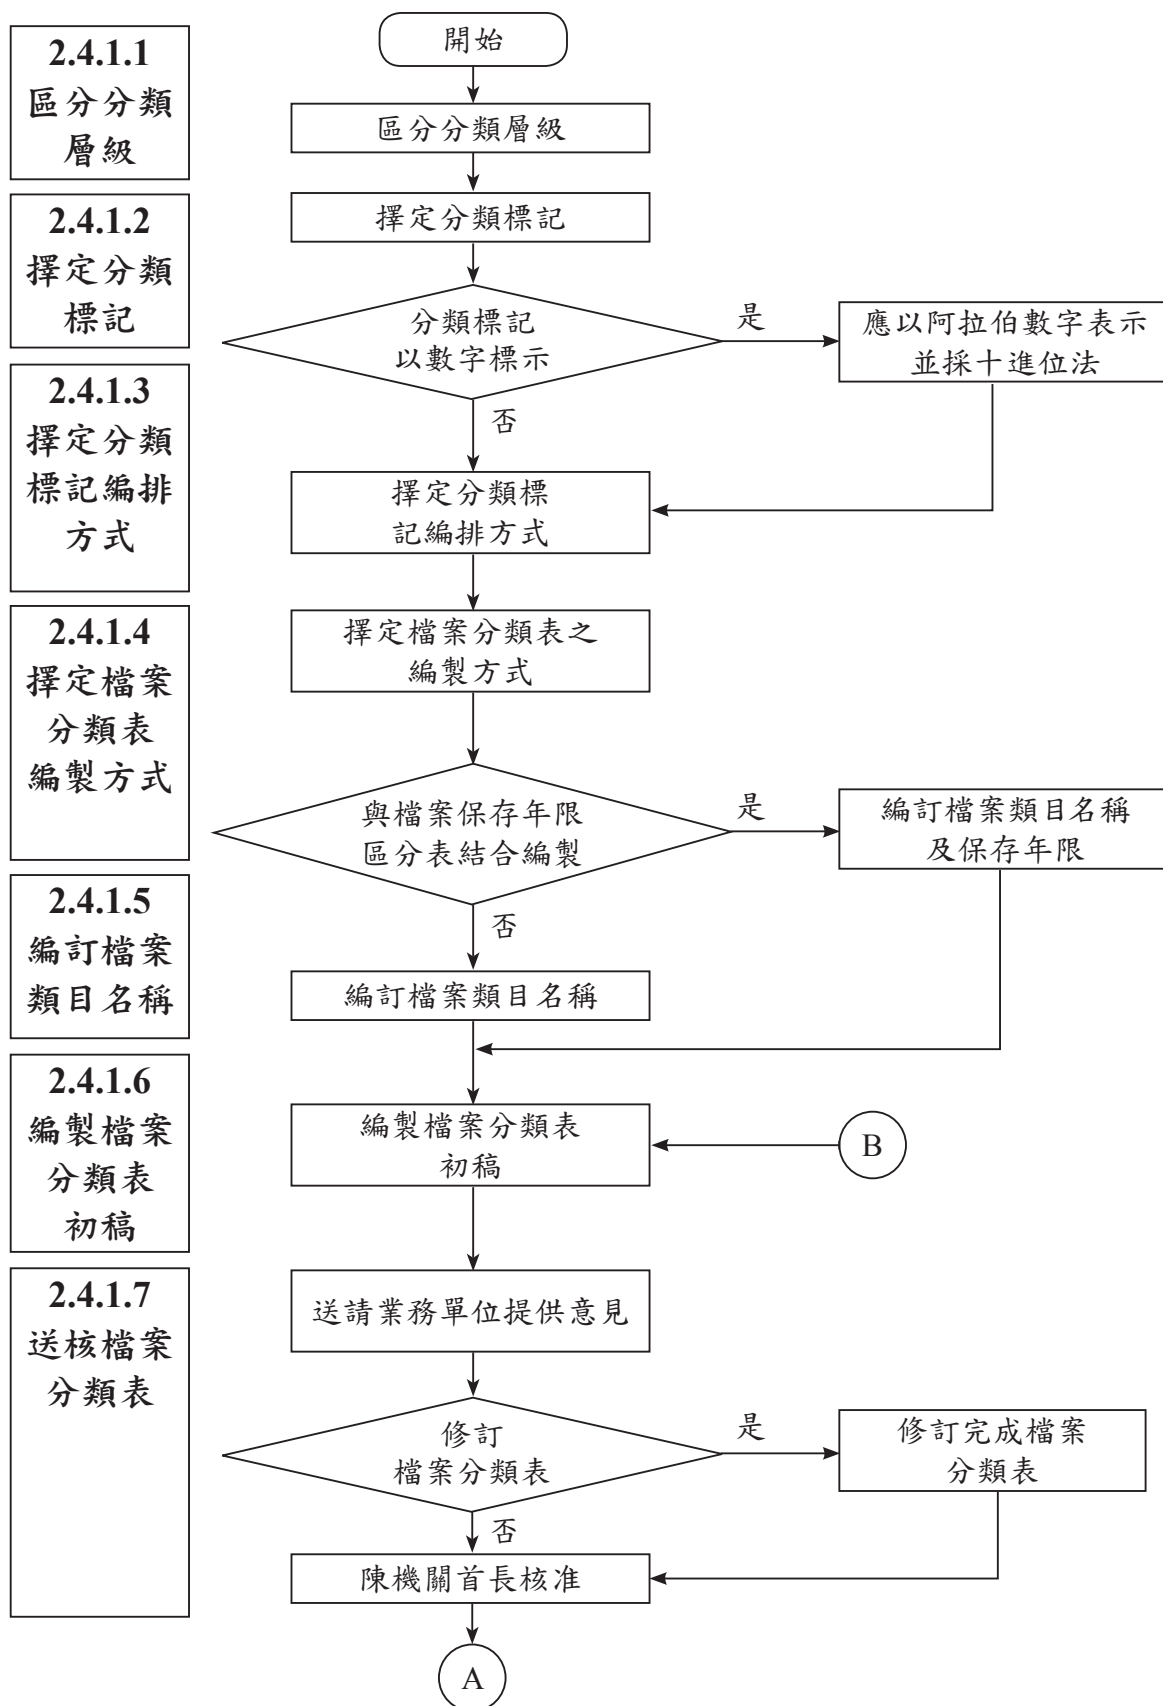 2.4.1.1
區分分類
層級
2.4.1.2
擇定分類
標記
2.4.1.3
擇定分類
標記編排
方式
2.4.1.4
擇定檔案
分類表
編製方式
2.4.1.5
編訂檔案
類目名稱
2.4.1.6
編製檔案
分類表
初稿
2.4.1.7
送核檔案
分類表
開始
區分分類層級
擇定分類標記
分類標記
以數字標示
是
應以阿拉伯數字表示
並採十進位法
否
擇定分類標
記編排方式
擇定檔案分類表之
編製方式
與檔案保存年限
區分表結合編製
是
編訂檔案類目名稱
及保存年限
否
編訂檔案類目名稱
編製檔案分類表
初稿
B
送請業務單位提供意見
修訂
檔案分類表
是
修訂完成檔案
分類表
否
陳機關首長核准
A